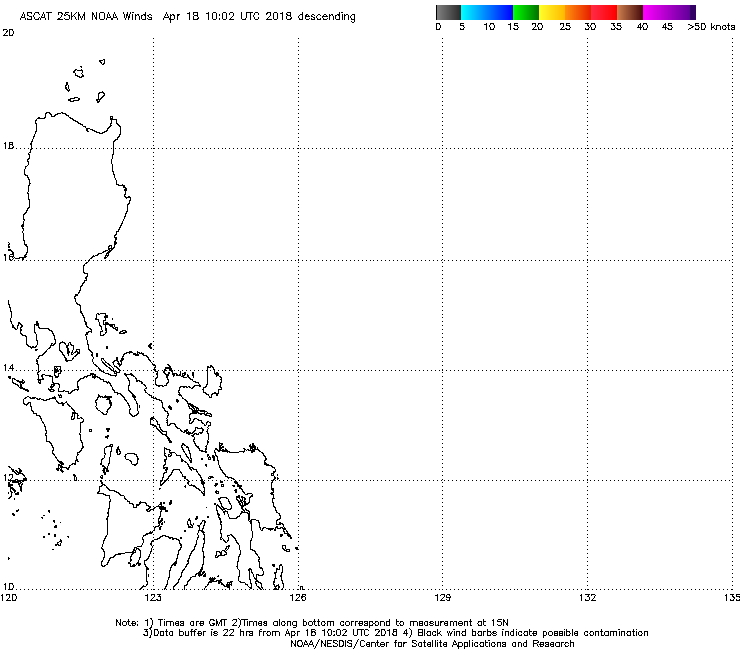 ASCAT 25KM NOAA Winds Apr 18 10:02 UTC 2018 descending
0 5 10 15 20 25 30 35 40 45 >50 knots
20
18
16
14
12
10
120 123 126 129 132 135
Note: 1) Times are GMT 2)Times along bottom correspond to measurement at 15N
3)Data buffer is 22 hrs from Apr 18 10:02 UTC 2018 4) Black wind barbs indicate possible contamination
NOAA/NESDIS/Center for Satellite Applications and Research